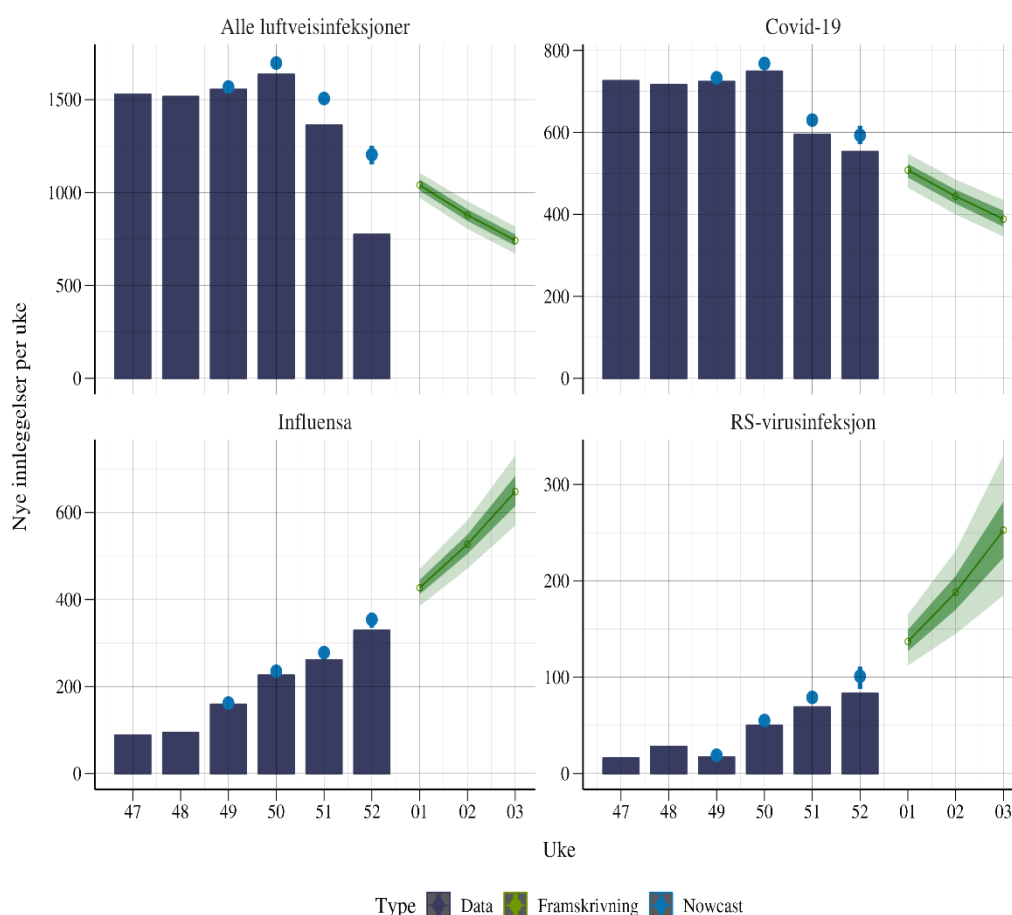 Alle luftveisinfeksjoner
Covid-19
1500
1000
500
0
800
600
400
200
0
Nye innleggelser per uke
Influensa
RS-virusinfeksjon
600
400
200
0
300
200
100
0
47 48 49 50 51 52 01 02 03
47 48 49 50 51 52 01 02 03
Uke
Type Data Framskrivning Nowcast